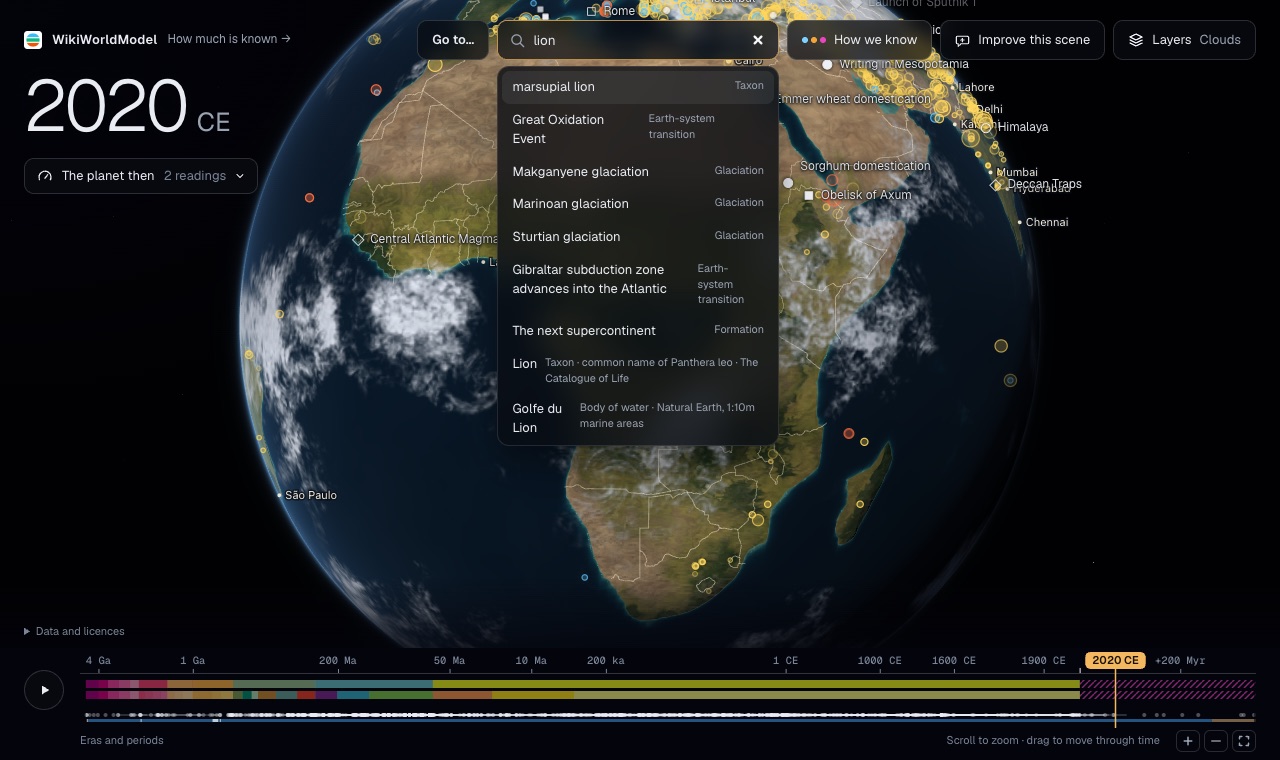 WikiWorldModel
How much is known →
2020 CE
The planet then 2 readings
Go to...
lion
How we know
Improve this scene
Layers Clouds
marsupial lion Taxon
Great Oxidation Event Earth-system transition
Makganyene glaciation Glaciation
Marinoan glaciation Glaciation
Sturtian glaciation Glaciation
Gibraltar subduction zone advances into the Atlantic Earth-system transition
The next supercontinent Formation
Lion Taxon · common name of Panthera leo · The Catalogue of Life
Golfe du Lion Body of water · Natural Earth, 1:10m marine areas
Rome
Launch of Sputnik 1
Cairo
Writing in Mesopotamia
Lahore
Emmer wheat domestication
Delhi
Himalaya
Sorghum domestication
Mumbai
Deccan Traps
Obelisk of Axum
Chennai
Central Atlantic Magma
São Paulo
Data and licences
4 Ga
1 Ga
200 Ma
50 Ma
10 Ma
200 ka
1 CE
1000 CE
1600 CE
1900 CE
2020 CE
+200 Myr
Eras and periods
Scroll to zoom · drag to move through time